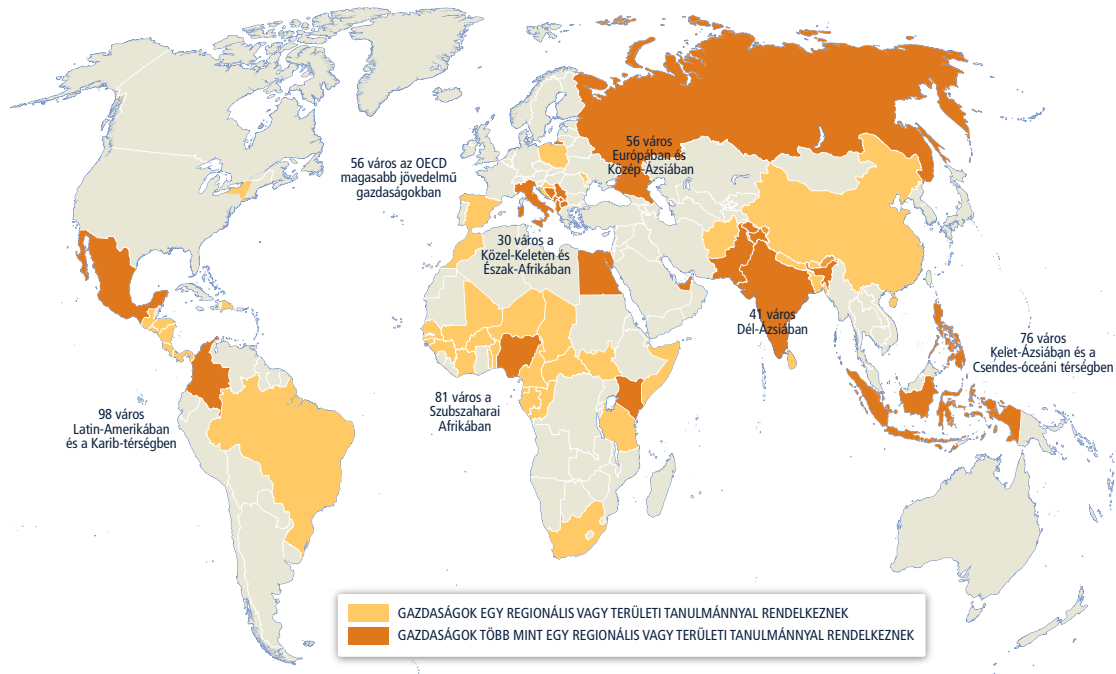 56 város az OECD
magasabb jövedelmű
gazdaságokban
56 város
Európában és
Közép-Ázsiában
30 város a
Közel-Keleten és
Észak-Afrikában
41 város
Dél-Ázsiában
76 város
Kelet-Ázsiában és a
Csendes-óceáni térségben
81 város a
Szubszaharai
Afrikában
98 város
Latin-Amerikában
és a Karib-térségben
GAZDASÁGOK EGY REGIONÁLIS VAGY TERÜLETI TANULMÁNNYAL RENDELKEZNEK
GAZDASÁGOK TÖBB MINT EGY REGIONÁLIS VAGY TERÜLETI TANULMÁNNYAL RENDELKEZNEK